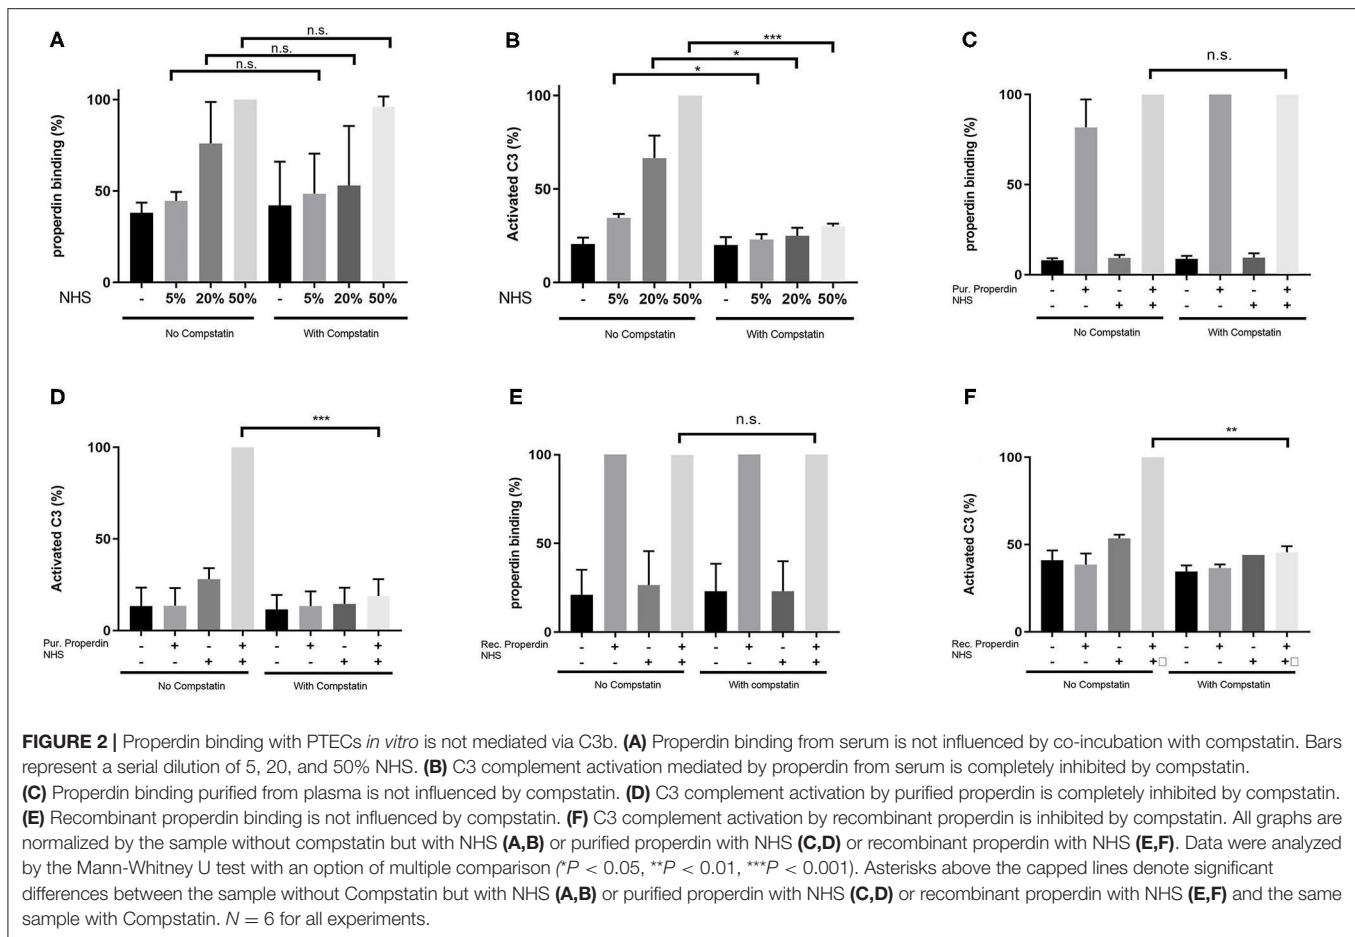 A
n.s.
n.s.
n.s.
properdin binding (%)
100
50
0
NHS - 5% 20% 50% - 5% 20% 50%
No Compstatin With Compstatin
B
***
*
*
Activated C3 (%)
100
50
0
NHS - 5% 20% 50% - 5% 20% 50%
No Compstatin With Compstatin
C
n.s.
properdin binding (%)
100
50
0
Pur. Properdin - + - + - + - +
NHS - - + + - - + +
No Compstatin With Compstatin
D
***
Activated C3 (%)
100
50
0
Pur. Properdin - + - + - + - +
NHS - - + + - - + +
No Compstatin With Compstatin
E
n.s.
properdin binding (%)
100
50
0
Rec. Properdin - + - + - + - +
NHS - - + + - - + +
No Compstatin With compstatin
F
**
Activated C3 (%)
100
50
0
Rec. Properdin - + - + - + - +
NHS - - + +□ - - + +□
No Compstatin With Compstatin
FIGURE 2 | Properdin binding with PTECs in vitro is not mediated via C3b. (A) Properdin binding from serum is not influenced by co-incubation with compstatin. Bars
represent a serial dilution of 5, 20, and 50% NHS. (B) C3 complement activation mediated by properdin from serum is completely inhibited by compstatin.
(C) Properdin binding purified from plasma is not influenced by compstatin. (D) C3 complement activation by purified properdin is completely inhibited by compstatin.
(E) Recombinant properdin binding is not influenced by compstatin. (F) C3 complement activation by recombinant properdin is inhibited by compstatin. All graphs are
normalized by the sample without compstatin but with NHS (A,B) or purified properdin with NHS (C,D) or recombinant properdin with NHS (E,F). Data were analyzed
by the Mann-Whitney U test with an option of multiple comparison (*P < 0.05, **P < 0.01, ***P < 0.001). Asterisks above the capped lines denote significant
differences between the sample without Compstatin but with NHS (A,B) or purified properdin with NHS (C,D) or recombinant properdin with NHS (E,F) and the same
sample with Compstatin. N = 6 for all experiments.